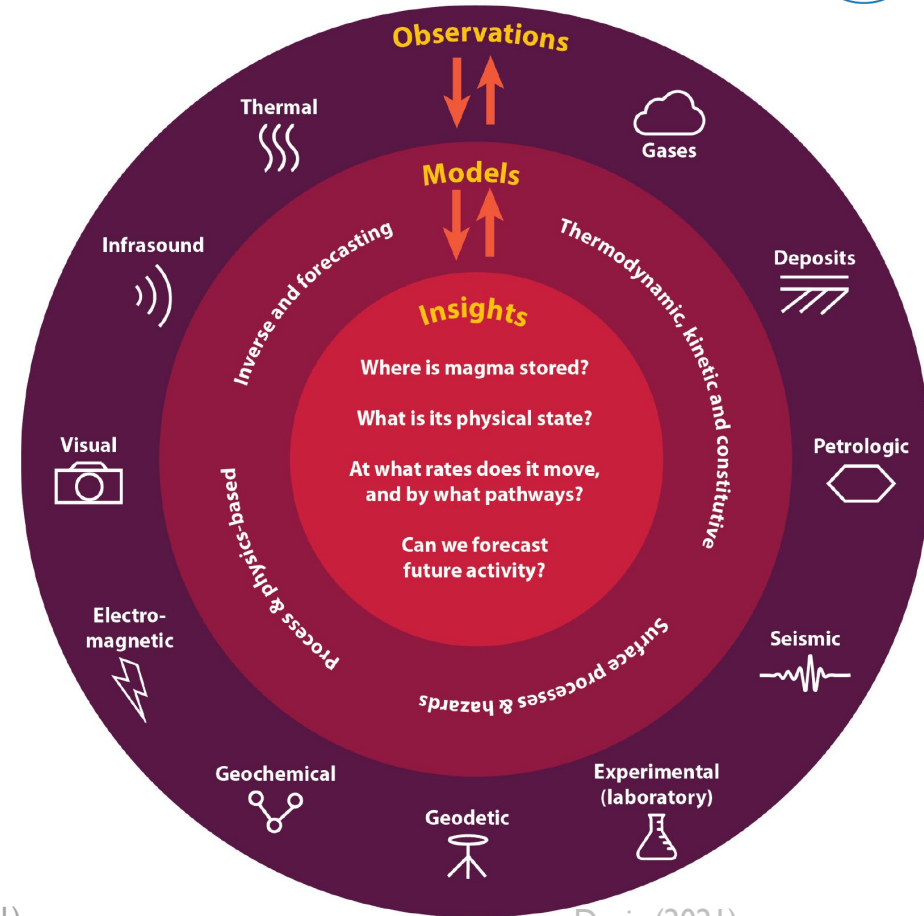 Observations
Thermal
Gases
Models
Infrasound
Inverse and forecasting
Thermodynamic, kinetic and constitutive
Deposits
Insights
Where is magma stored?
What is its physical state?
At what rates does it move,
and by what pathways?
Can we forecast
future activity?
Visual
Petrologic
Process & physics-based
Surface processes & hazards
Electro-
magnetic
Seismic
Geochemical
Geodetic
Experimental
(laboratory)